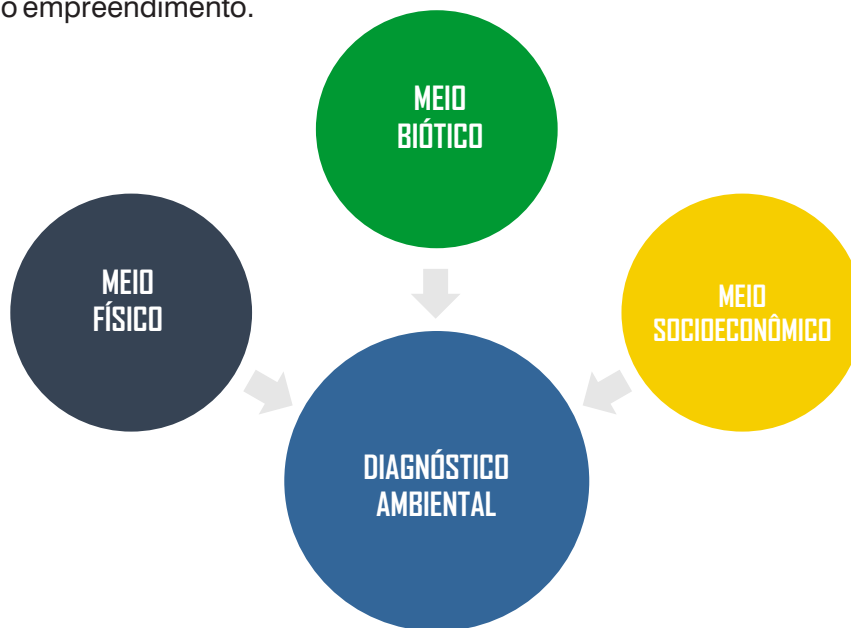 o empreendimento.
MEIO
BIÓTICO
MEIO
FÍSICO
MEIO
SOCIOECONÔMICO
DIAGNÓSTICO
AMBIENTAL